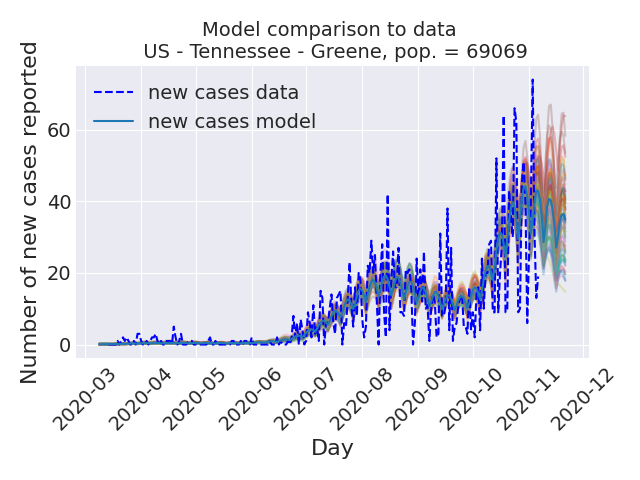 Model comparison to data
US - Tennessee - Greene, pop. = 69069
Number of new cases reported
60
40
20
0
new cases data
new cases model
2020-03
2020-04
2020-05
2020-06
2020-07
2020-08
2020-09
2020-10
2020-11
2020-12
Day